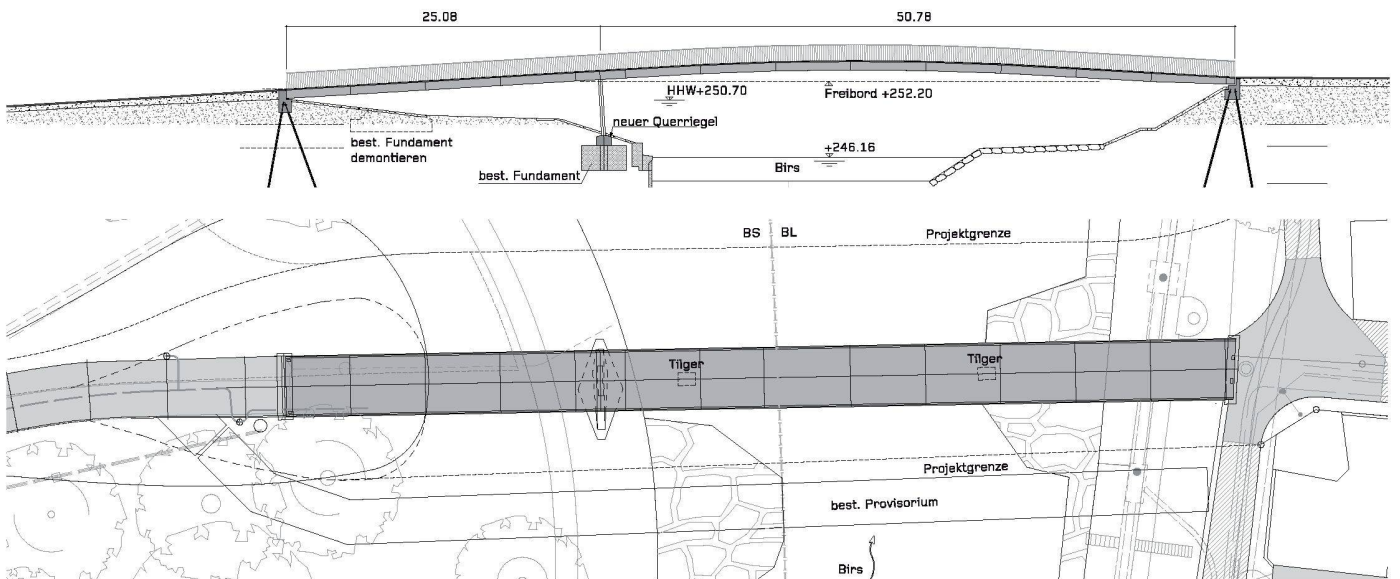 25.08
50.78
HHW+250.70
Freibord +252.20
neuer Querriegel
best. Fundament
demontieren
+246.16
Birs
best. Fundament
BS
BL
Projektgrenze
Tilger
Tilger
Projektgrenze
best. Provisorium
Birs